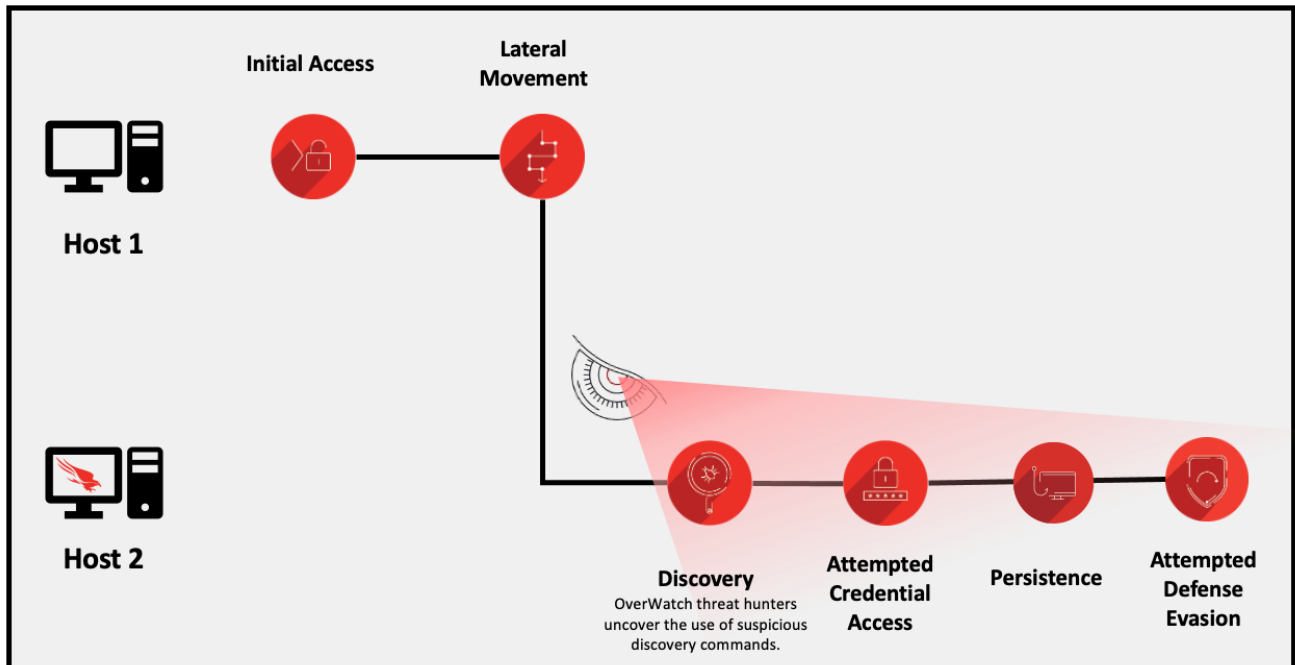 Initial Access
Lateral
Movement
Host 1
Host 2
Discovery
OverWatch threat hunters
uncover the use of suspicious
discovery commands.
Attempted
Credential
Access
Persistence
Attempted
Defense
Evasion